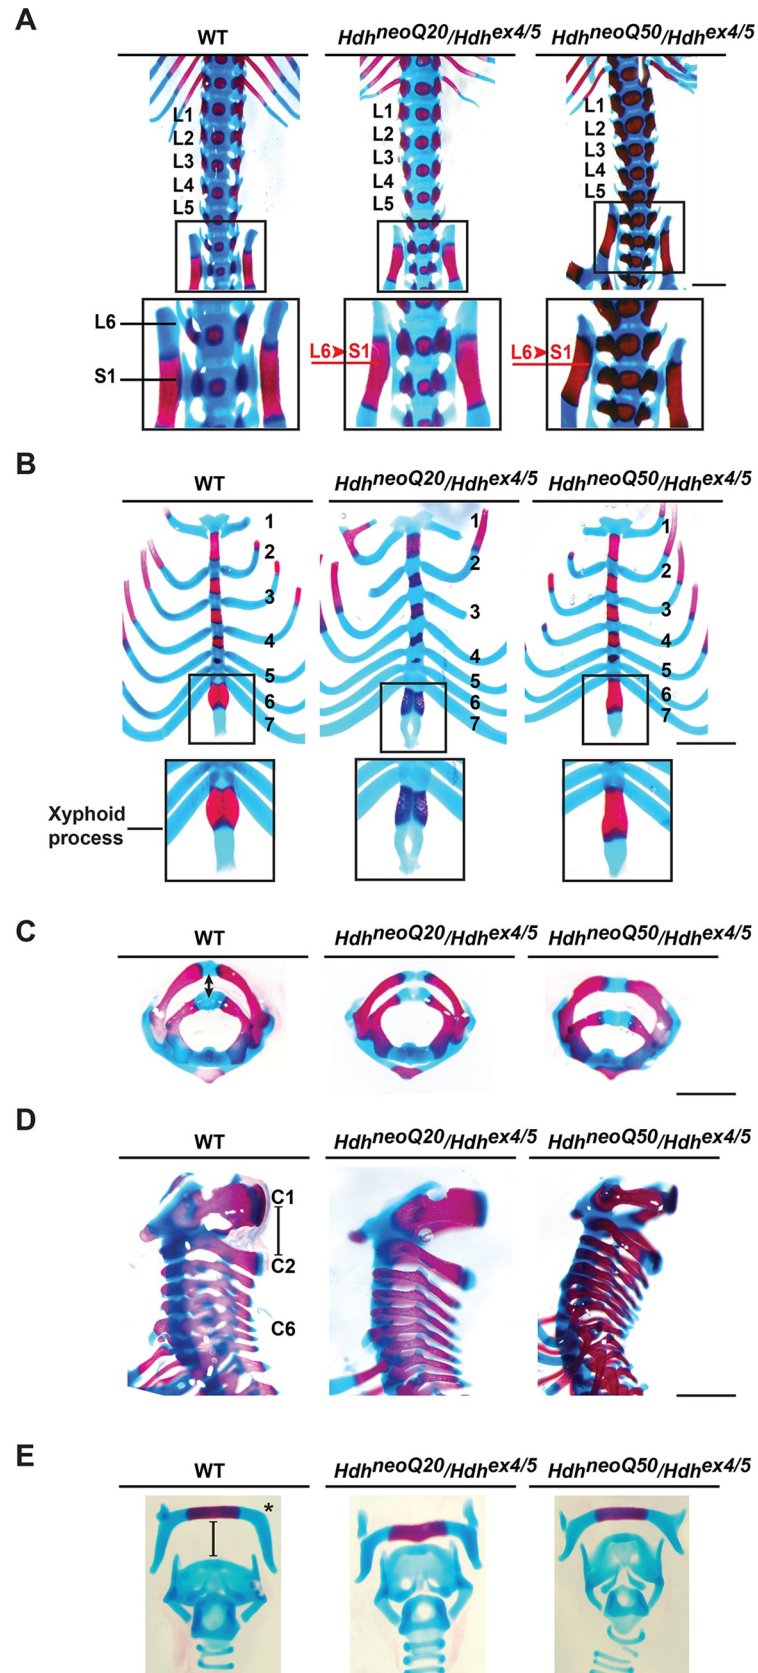 A
WT HdhneoQ20/Hdhex4/5 HdhneoQ50/Hdhex4/5
L1 L1 L1
L2 L2 L2
L3 L3 L3
L4 L4 L4
L5 L5 L5
L6 L6➤S1 L6➤S1
S1
B
WT HdhneoQ20/Hdhex4/5 HdhneoQ50/Hdhex4/5
1 1 1
2 2 2
3 3 3
4 4 4
5 5 5
6 6 6
7 7 7
Xyphoid
process
C
WT HdhneoQ20/Hdhex4/5 HdhneoQ50/Hdhex4/5
D
WT HdhneoQ20/Hdhex4/5 HdhneoQ50/Hdhex4/5
C1
C2
C6
E
WT HdhneoQ20/Hdhex4/5 HdhneoQ50/Hdhex4/5
*